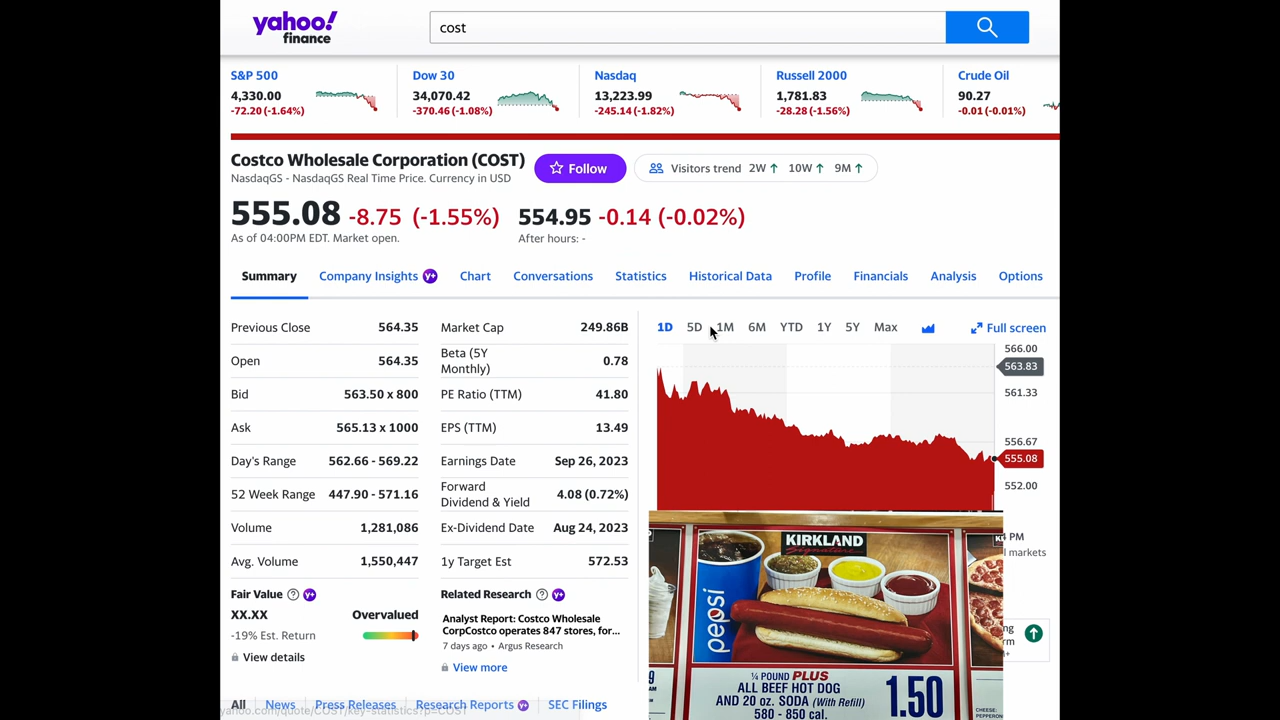 yahoo!
finance
cost
S&P 500
4,330.00
-72.20 (-1.64%)
Dow 30
34,070.42
-370.46 (-1.08%)
Nasdaq
13,223.99
-245.14 (-1.82%)
Russell 2000
1,781.83
-28.28 (-1.56%)
Crude Oil
90.27
-0.01 (-0.01%)
Costco Wholesale Corporation (COST)
Follow
Visitors trend 2W 10W 9M
NasdaqGS - NasdaqGS Real Time Price. Currency in USD
555.08 -8.75 (-1.55%)
554.95 -0.14 (-0.02%)
As of 04:00PM EDT. Market open.
After hours: -
Summary
Company Insights y+
Chart
Conversations
Statistics
Historical Data
Profile
Financials
Analysis
Options
Previous Close 564.35
Open 564.35
Bid 563.50 x 800
Ask 565.13 x 1000
Day's Range 562.66 - 569.22
52 Week Range 447.90 - 571.16
Volume 1,281,086
Avg. Volume 1,550,447
Fair Value ? y+
XX.XX Overvalued
-19% Est. Return
View details
Market Cap 249.86B
Beta (5Y
Monthly) 0.78
PE Ratio (TTM) 41.80
EPS (TTM) 13.49
Earnings Date Sep 26, 2023
Forward
Dividend & Yield 4.08 (0.72%)
Ex-Dividend Date Aug 24, 2023
1y Target Est 572.53
Related Research ? y+
Analyst Report: Costco Wholesale
CorpCostco operates 847 stores, for...
7 days ago • Argus Research
View more
1D 5D 1M 6M YTD 1Y 5Y Max
Full screen
566.00
563.83
561.33
556.67
555.08
552.00
PM
markets
KIRKLAND
Signature
pepsi
¼ POUND PLUS
ALL BEEF HOT DOG
AND 20 oz. SODA (With Refill)
580 - 850 cal.
1.50
CHEESE:
PEPPERON
All
News
Press Releases
Research Reports y+
SEC Filings
yahoo.com/quote/COST/key-statistics?p=COST